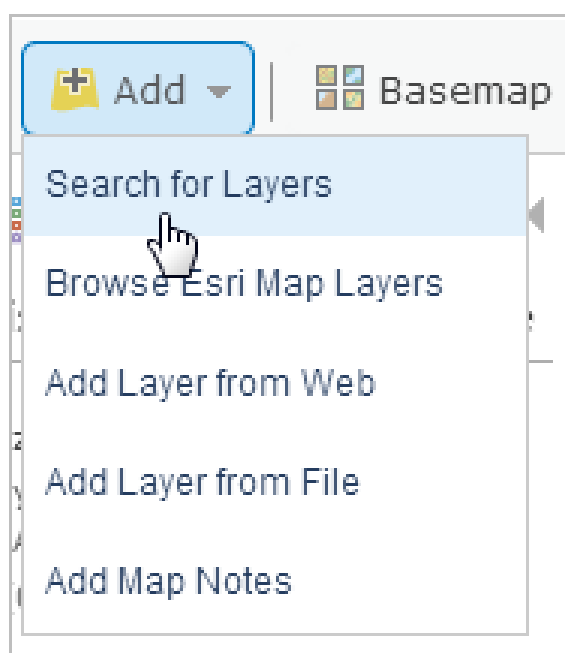 Add Basemap
Search for Layers
Browse Esri Map Layers
Add Layer from Web
Add Layer from File
Add Map Notes